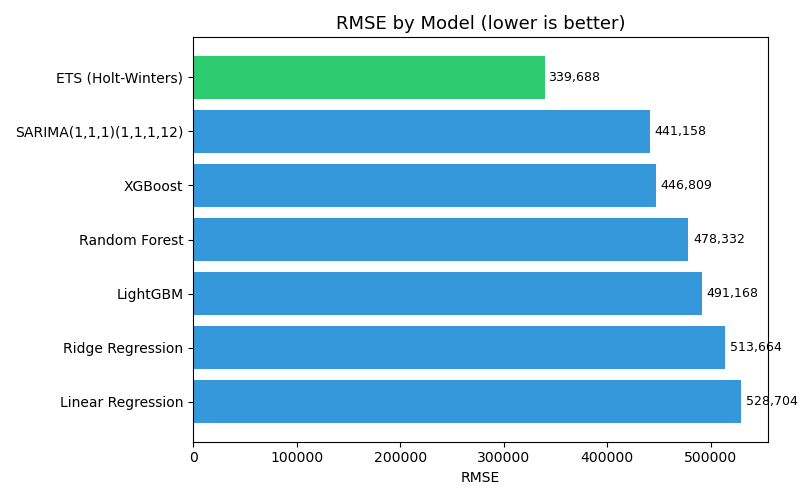 RMSE by Model (lower is better)
ETS (Holt-Winters) 339,688
SARIMA(1,1,1)(1,1,1,12) 441,158
XGBoost 446,809
Random Forest 478,332
LightGBM 491,168
Ridge Regression 513,664
Linear Regression 528,704
0 100000 200000 300000 400000 500000
RMSE